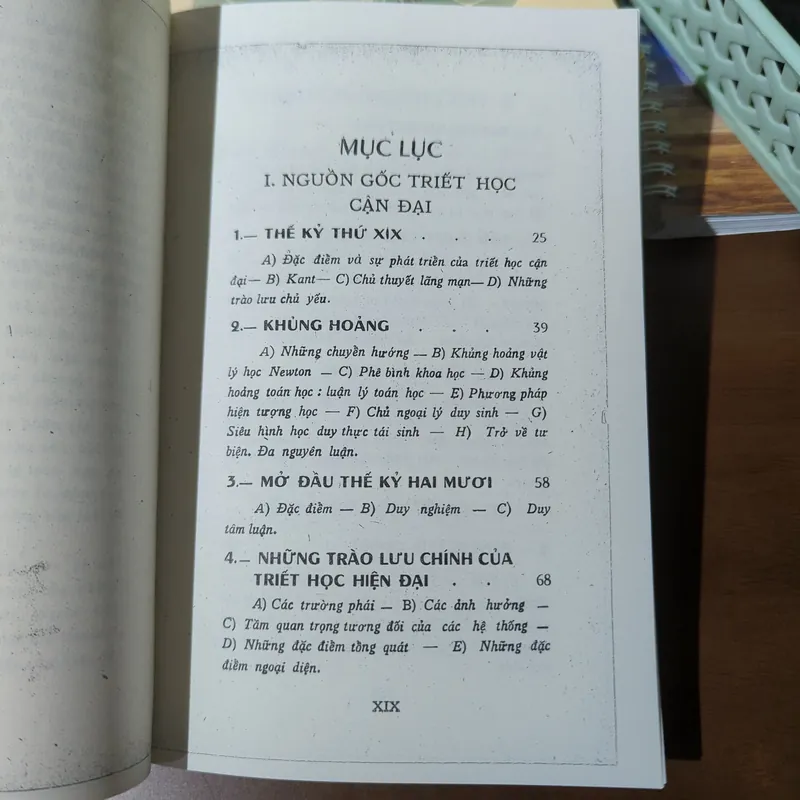 MỤC LỤC
I. NGUỒN GỐC TRIẾT HỌC
CẬN ĐẠI
1.— THẾ KỶ THỨ XIX . . . 25
A) Đặc điểm và sự phát triển của triết học cận
đại— B) Kant— C) Chủ thuyết lãng mạn— D) Những
trào lưu chủ yếu.
2.— KHỦNG HOẢNG . . . 39
A) Những chuyển hướng — B) Khủng hoảng vật
lý học Newton — C) Phê bình khoa học — D) Khủng
hoảng toán học : luận lý toán học — E) Phương pháp
hiện tượng học — F) Chủ ngoại lý duy sinh — G)
Siêu hình học duy thực tái sinh — H) Trở về tư
biện. Đa nguyên luận.
3.— MỞ ĐẦU THẾ KỶ HAI MƯƠI 58
A) Đặc điểm — B) Duy nghiệm — C) Duy
tâm luận.
4.— NHỮNG TRÀO LƯU CHÍNH CỦA
TRIẾT HỌC HIỆN ĐẠI . . 68
A) Các trường phái — B) Các ảnh hưởng —
C) Tầm quan trọng tương đối của các hệ thống —
D) Những đặc điểm tổng quát — E) Những đặc
điểm ngoại diện.
XIX